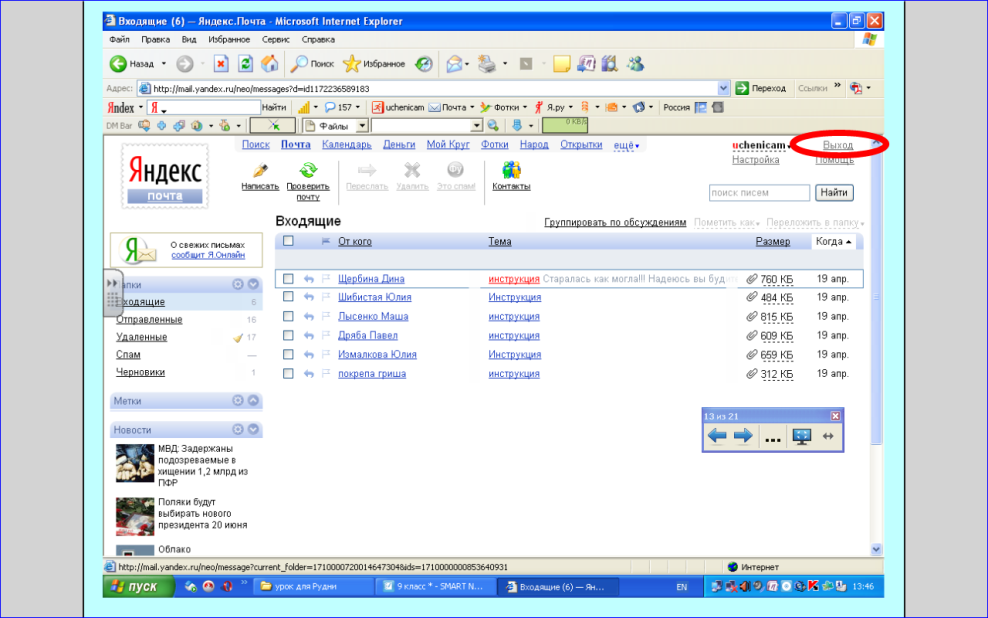 Входящие (6) — Яндекс.Почта - Microsoft Internet Explorer
Файл Правка Вид Избранное Сервис Справка
Назад Поиск Избранное
Адрес: http://mail.yandex.ru/neo/messages?d=id1172236589183 Переход Ссылки »
Яndex Я Найти 157 uchenicam Почта Фотки Я.ру Россия
DM Bar Файлы 0 KB/s
Поиск Почта Календарь Деньги Мой Круг Фотки Народ Открытки ещё
uchenicam Выход
Настройка Помощь
Яндекс
почта
Написать Проверить почту Переслать Удалить Это спам! Контакты
поиск писем Найти
Входящие
Группировать по обсуждениям Пометить как Переложить в папку
От кого Тема Размер Когда
Я О свежих письмах
сообщит Я.Онлайн
Щербина Дина инструкция Старалась как могла!!! Надеюсь вы 760 КБ 19 апр.
Шибистая Юлия Инструкция 484 КБ 19 апр.
Лысенко Маша инструкция 815 КБ 19 апр.
Дряба Павел инструкция 609 КБ 19 апр.
Измалкова Юлия Инструкция 659 КБ 19 апр.
покрепа гриша инструкция 312 КБ 19 апр.
апки
ходящие 6
Отправленные 16
Удаленные 17
Спам —
Черновики 1
Метки
Новости
МВД: Задержаны
подозреваемые в
хищении 1,2 млрд из
ПФР
Поляки будут
выбирать нового
президента 20 июня
Облако
13 из 21
...
http://mail.yandex.ru/neo/message?current_folder=1710000720014647304&ids=1710000000853640931 Интернет
пуск » урок для Рудни 9 класс * - SMART N... Входящие (6) — Ян... EN 13:46